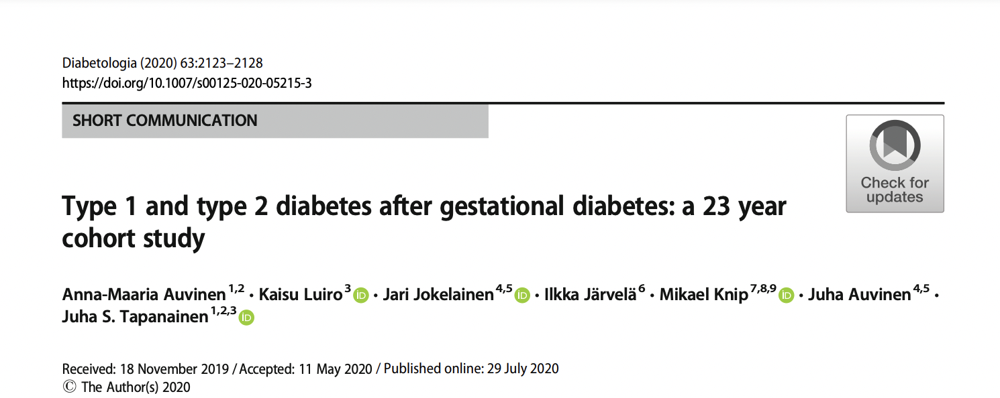 Diabetologia (2020) 63:2123–2128
https://doi.org/10.1007/s00125-020-05215-3
SHORT COMMUNICATION
Check for
updates
Type 1 and type 2 diabetes after gestational diabetes: a 23 year
cohort study
Anna-Maaria Auvinen 1,2 · Kaisu Luiro 3 iD · Jari Jokelainen 4,5 iD · Ilkka Järvelä 6 · Mikael Knip 7,8,9 iD · Juha Auvinen 4,5 ·
Juha S. Tapanainen 1,2,3 iD
Received: 18 November 2019 / Accepted: 11 May 2020 / Published online: 29 July 2020
© The Author(s) 2020